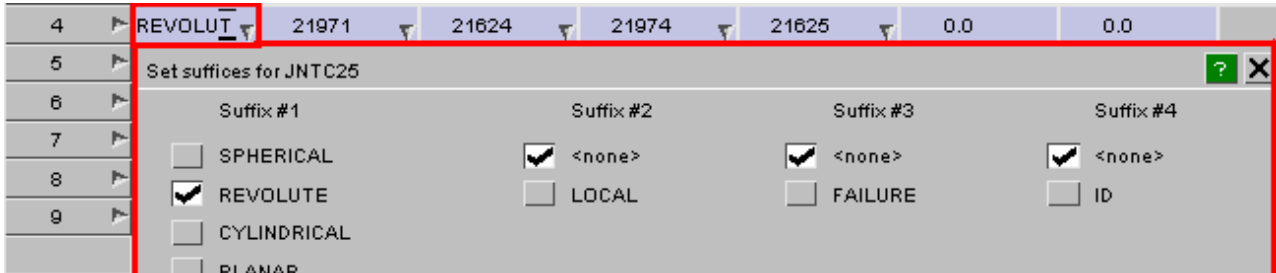 4 REVOLUT 21971 21624 21974 21625 0.0 0.0
5 Set suffices for JNTC25 ? X
6 Suffix #1 Suffix #2 Suffix #3 Suffix #4
7 SPHERICAL <none> <none> <none>
8 REVOLUTE LOCAL FAILURE ID
9 CYLINDRICAL
PLANAR